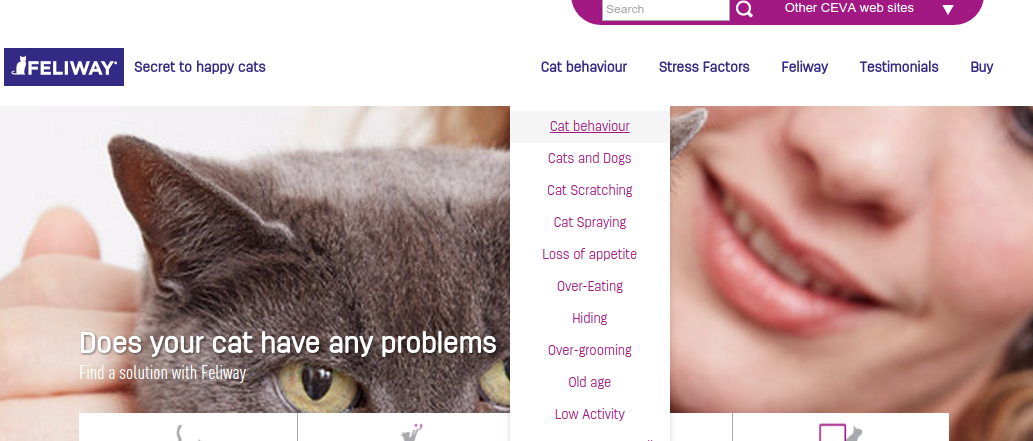 Search
Other CEVA web sites
FELIWAY
Secret to happy cats
Cat behaviour
Stress Factors
Feliway
Testimonials
Buy
Cat behaviour
Cats and Dogs
Cat Scratching
Cat Spraying
Loss of appetite
Over-Eating
Hiding
Over-grooming
Old age
Low Activity
Does your cat have any problems
Find a solution with Feliway